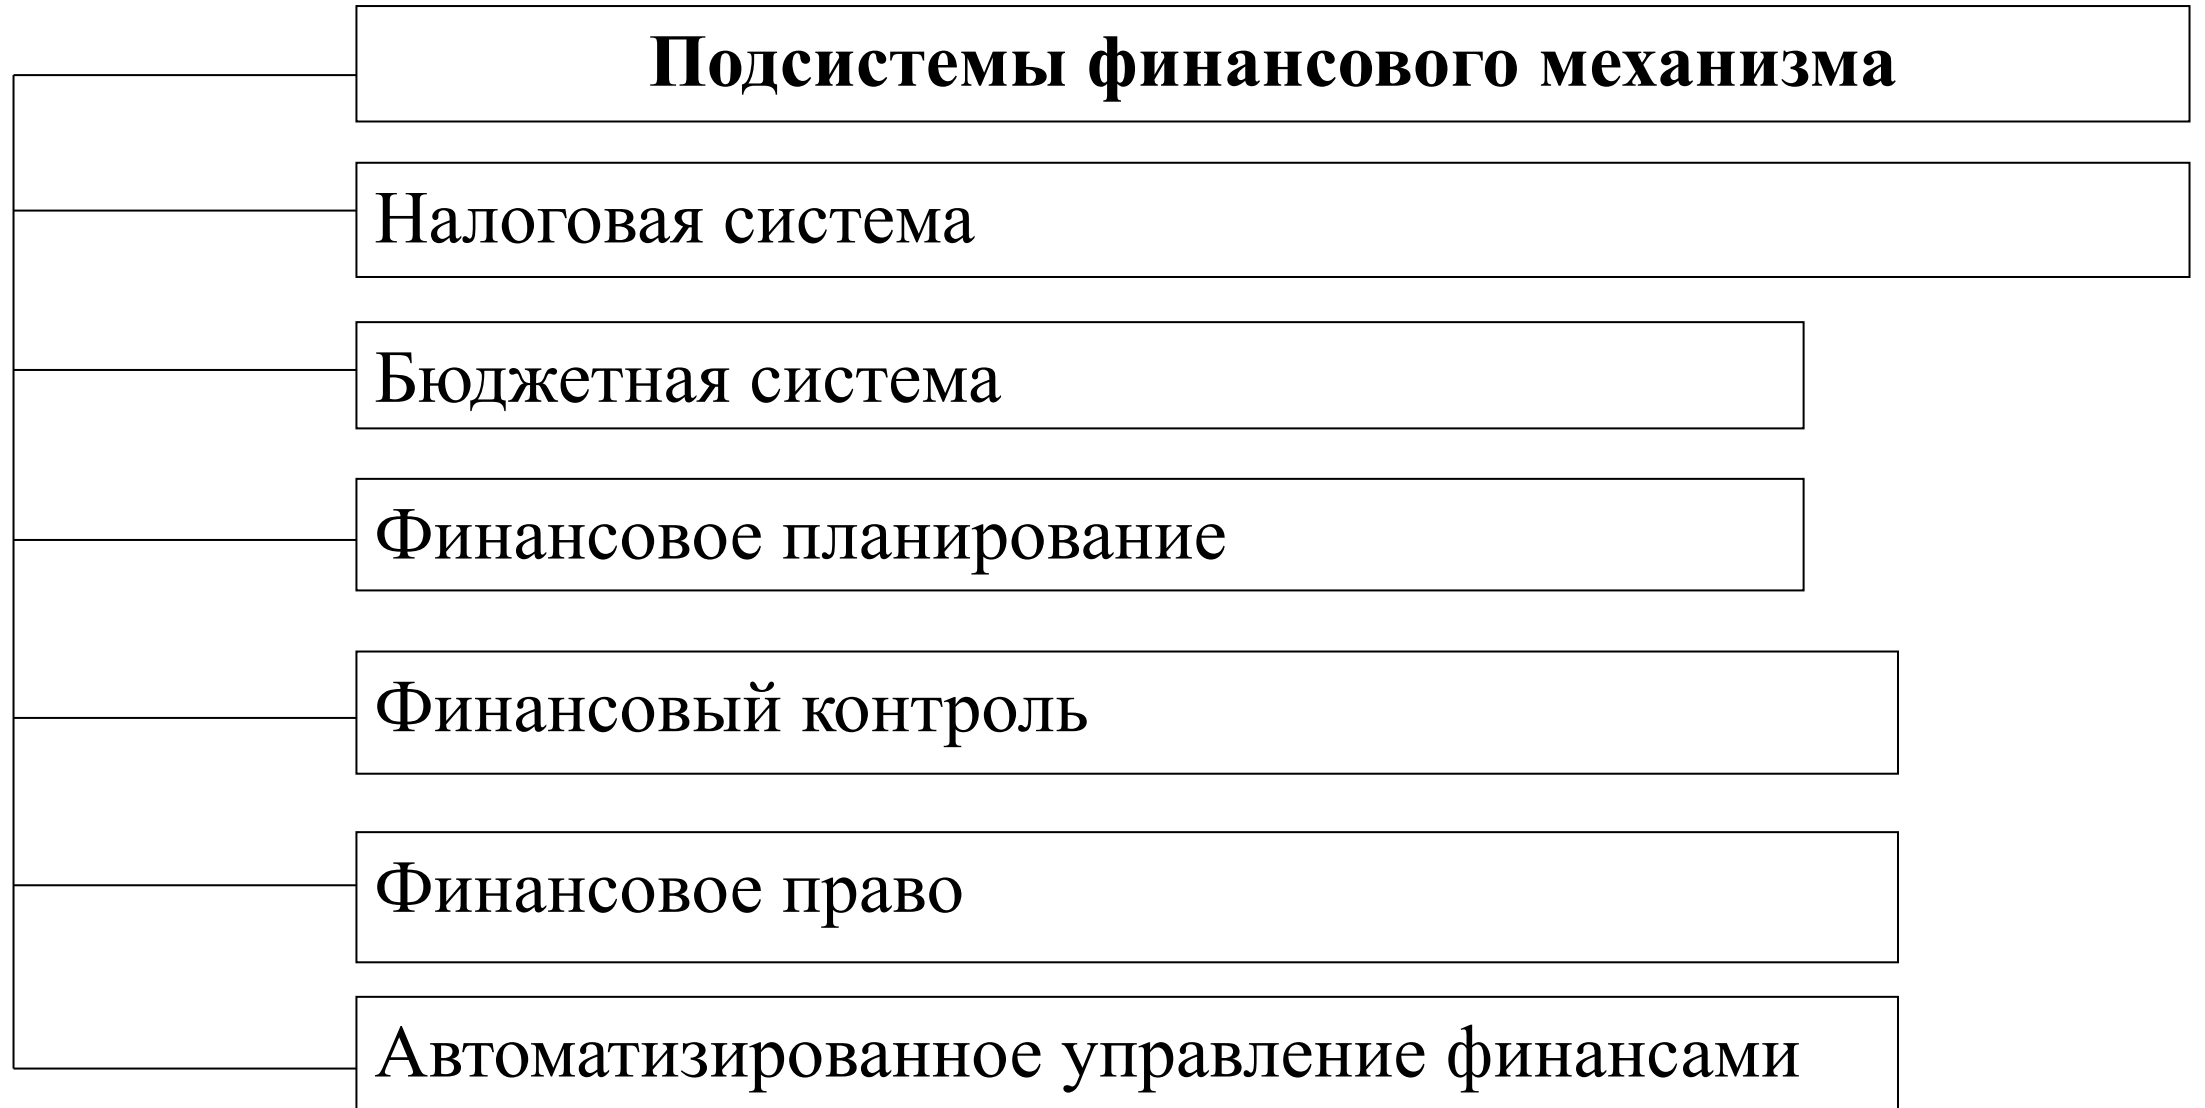 Подсистемы финансового механизма
Налоговая система
Бюджетная система
Финансовое планирование
Финансовый контроль
Финансовое право
Автоматизированное управление финансами